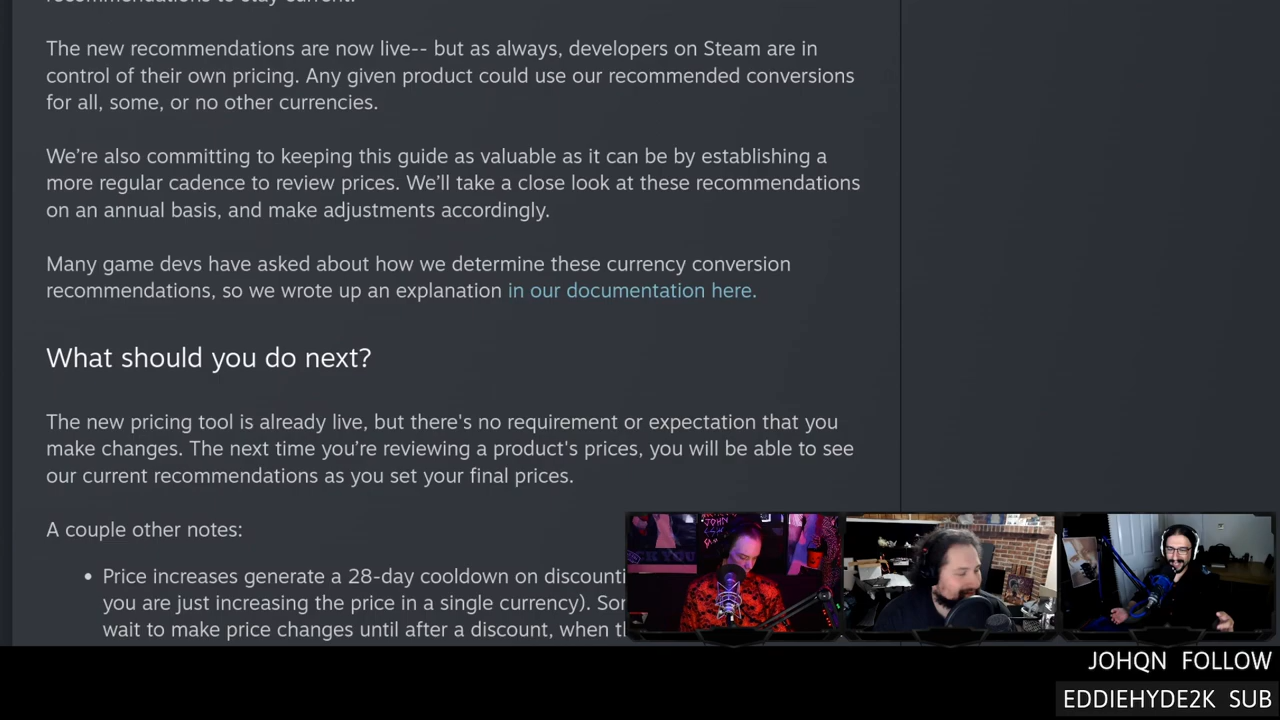 recommendations to stay current.
The new recommendations are now live-- but as always, developers on Steam are in
control of their own pricing. Any given product could use our recommended conversions
for all, some, or no other currencies.
We're also committing to keeping this guide as valuable as it can be by establishing a
more regular cadence to review prices. We'll take a close look at these recommendations
on an annual basis, and make adjustments accordingly.
Many game devs have asked about how we determine these currency conversion
recommendations, so we wrote up an explanation in our documentation here.
What should you do next?
The new pricing tool is already live, but there's no requirement or expectation that you
make changes. The next time you're reviewing a product's prices, you will be able to see
our current recommendations as you set your final prices.
A couple other notes:
• Price increases generate a 28-day cooldown on discounti
you are just increasing the price in a single currency). Sor
wait to make price changes until after a discount, when th
JOHN
JOHQN FOLLOW
EDDIEHYDE2K SUB